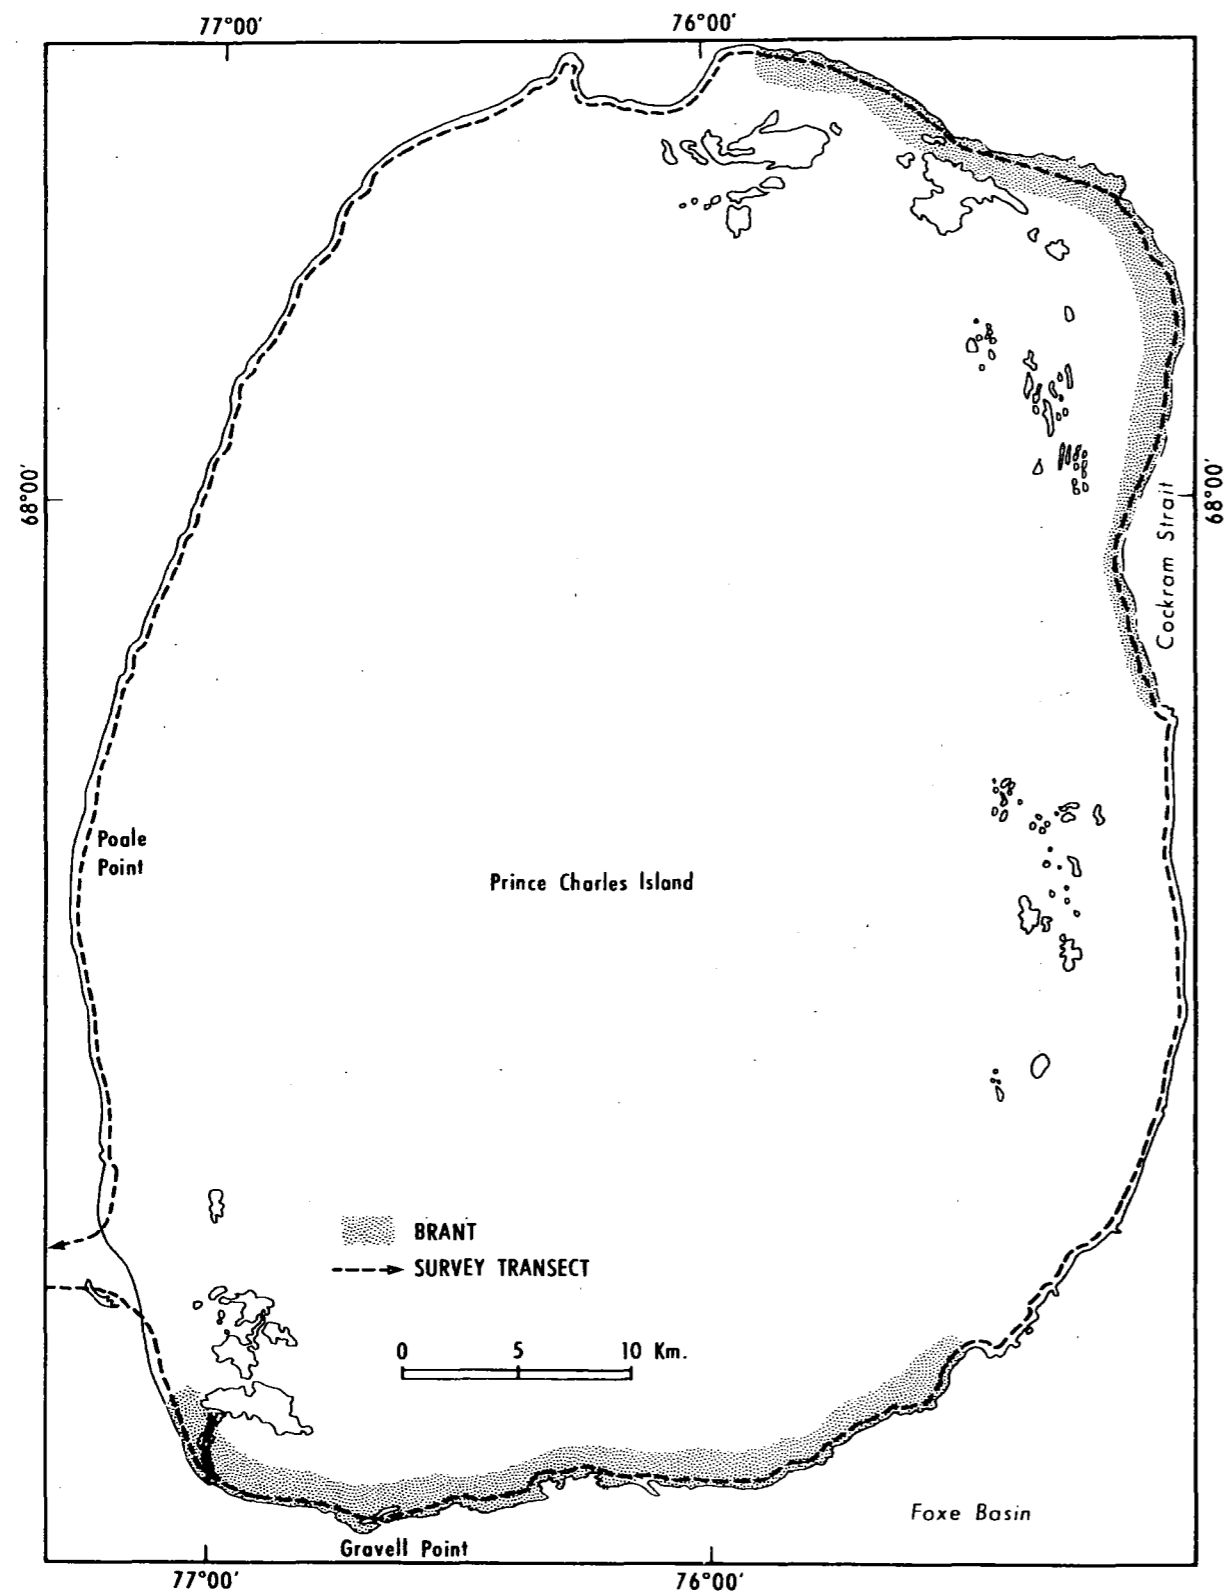 77°00'
76°00'
68°00'
68°00'
Cockram Strait
Poale
Point
Prince Charles Island
BRANT
SURVEY TRANSECT
0 5 10 Km.
Foxe Basin
Gravell Point
77°00'
76°00'